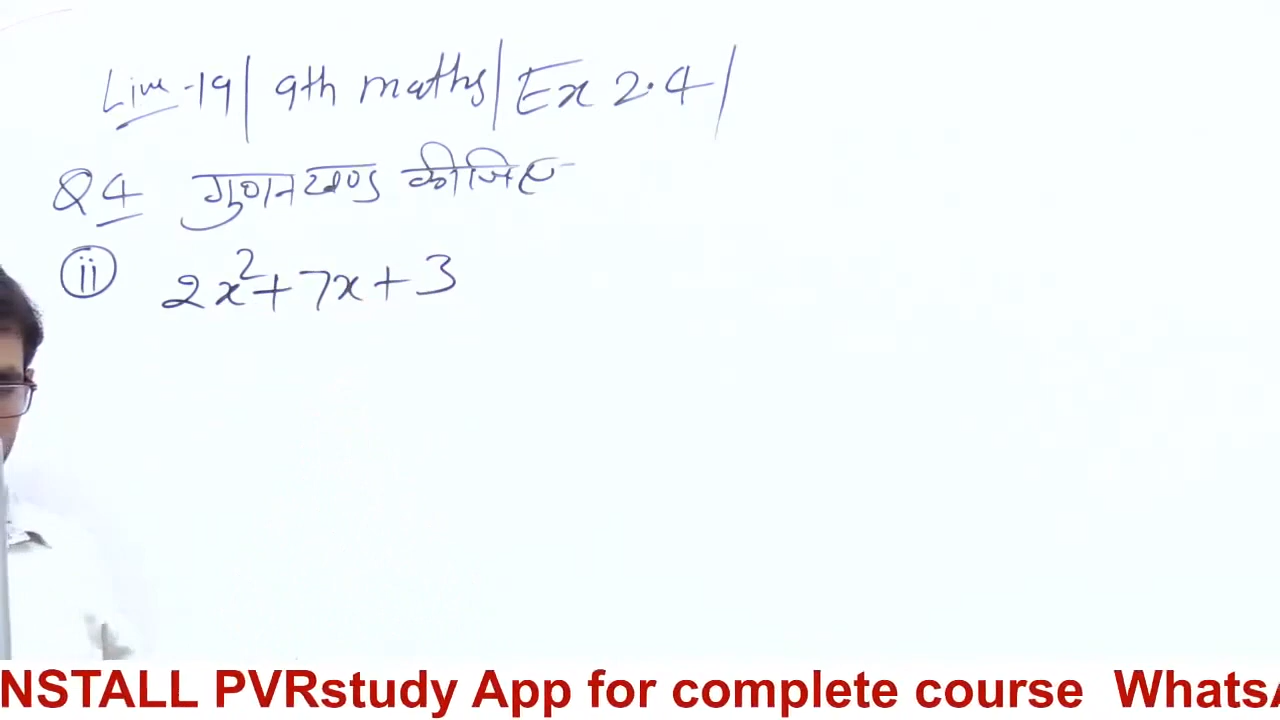 Live-19| 9th maths| Ex 2.4|
Q4 गुणनखण्ड कीजिए
ii 2x²+7x+3
NSTALL PVRstudy App for complete course Whats